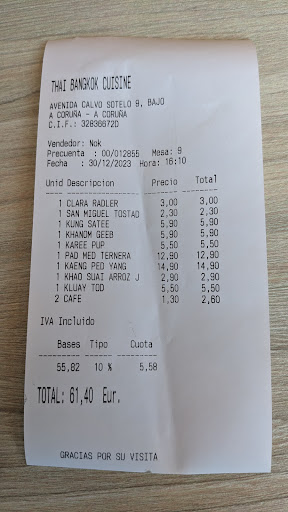 THAI BANGKOK CUISINE
AVENIDA CALVO SOTELO 9, BAJO
A CORUÑA - A CORUÑA
C.I.F.: 32836672D
Vendedor: Nok
Precuenta : 00/012855 Mesa: 9
Fecha : 30/12/2023 Hora: 16:10
Unid Descripcion Precio Total
1 CLARA RADLER 3,00 3,00
1 SAN MIGUEL TOSTAD 2,30 2,30
1 KUNG SATEE 5,90 5,90
1 KHANOM GEEB 5,90 5,90
1 KAREE PUP 5,50 5,50
1 PAD MED TERNERA 12,90 12,90
1 KAENG PED YANG 14,90 14,90
1 KHAO SUAI ARROZ J 2,90 2,90
1 KLUAY TOD 5,50 5,50
2 CAFE 1,30 2,60
IVA Incluido
Bases Tipo Cuota
55,82 10 % 5,58
TOTAL: 61,40 Eur.
GRACIAS POR SU VISITA